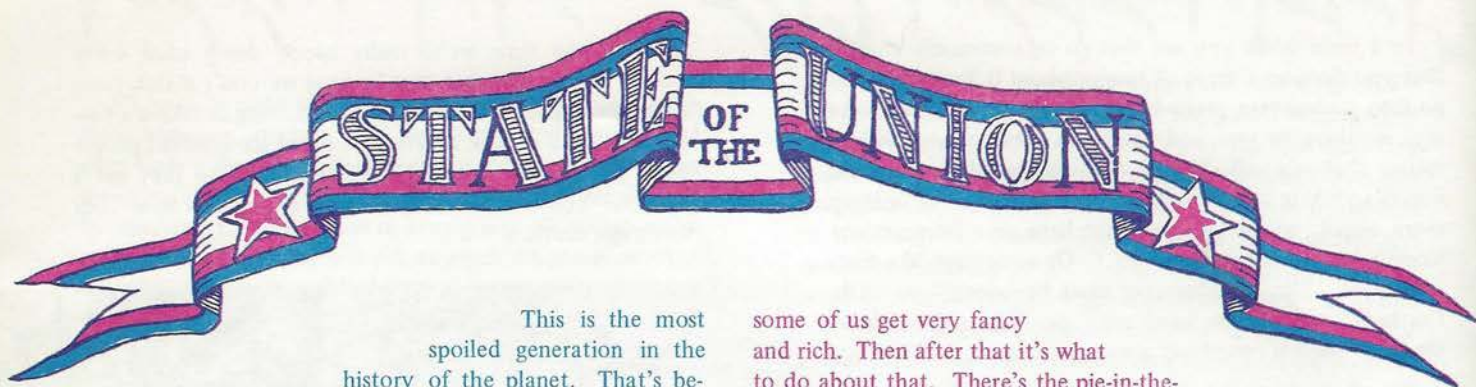 STATE OF THE UNION
This is the most
spoiled generation in the
history of the planet. That's be-
some of us get very fancy
and rich. Then after that it's what
to do about that. There's the pie-in-the-